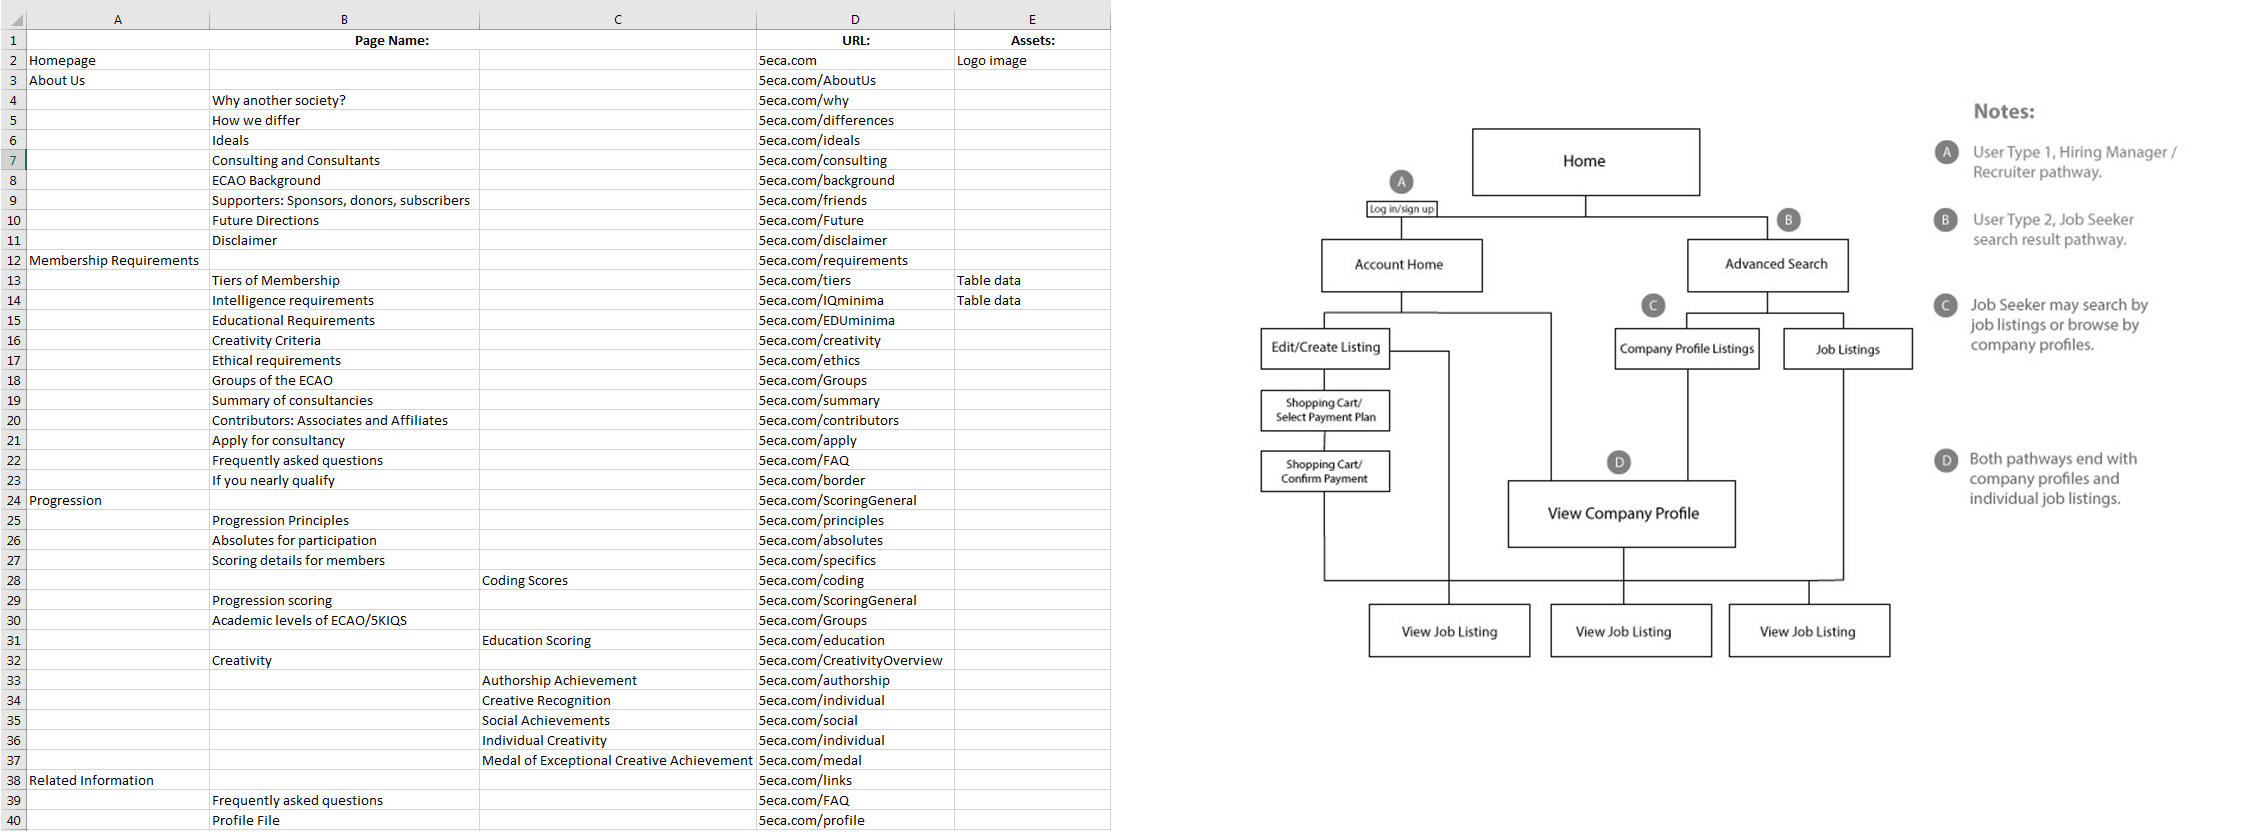 A B C D E
1 Page Name: URL: Assets:
2 Homepage 5eca.com Logo image
3 About Us 5eca.com/AboutUs
4 Why another society? 5eca.com/why
5 How we differ 5eca.com/differences
6 Ideals 5eca.com/ideals
7 Consulting and Consultants 5eca.com/consulting
8 ECAO Background 5eca.com/background
9 Supporters: Sponsors, donors, subscribers 5eca.com/friends
10 Future Directions 5eca.com/Future
11 Disclaimer 5eca.com/disclaimer
12 Membership Requirements 5eca.com/requirements
13 Tiers of Membership 5eca.com/tiers Table data
14 Intelligence requirements 5eca.com/IQminima Table data
15 Educational Requirements 5eca.com/EDUminima
16 Creativity Criteria 5eca.com/creativity
17 Ethical requirements 5eca.com/ethics
18 Groups of the ECAO 5eca.com/Groups
19 Summary of consultancies 5eca.com/summary
20 Contributors: Associates and Affiliates 5eca.com/contributors
21 Apply for consultancy 5eca.com/apply
22 Frequently asked questions 5eca.com/FAQ
23 If you nearly qualify 5eca.com/border
24 Progression 5eca.com/ScoringGeneral
25 Progression Principles 5eca.com/principles
26 Absolutes for participation 5eca.com/absolutes
27 Scoring details for members 5eca.com/specifics
28 Coding Scores 5eca.com/coding
29 Progression scoring 5eca.com/ScoringGeneral
30 Academic levels of ECAO/5KIQS 5eca.com/Groups
31 Education Scoring 5eca.com/education
32 Creativity 5eca.com/CreativityOverview
33 Authorship Achievement 5eca.com/authorship
34 Creative Recognition 5eca.com/individual
35 Social Achievements 5eca.com/social
36 Individual Creativity 5eca.com/individual
37 Medal of Exceptional Creative Achievement 5eca.com/medal
38 Related Information 5eca.com/links
39 Frequently asked questions 5eca.com/FAQ
40 Profile File 5eca.com/profile
Home
A
Log in/sign up
B
Account Home
Advanced Search
C
Edit/Create Listing
Company Profile Listings
Job Listings
Shopping Cart/
Select Payment Plan
Shopping Cart/
Confirm Payment
D
View Company Profile
View Job Listing
View Job Listing
View Job Listing
Notes:
A User Type 1, Hiring Manager /
Recruiter pathway.
B User Type 2, Job Seeker
search result pathway.
C Job Seeker may search by
job listings or browse by
company profiles.
D Both pathways end with
company profiles and
individual job listings.